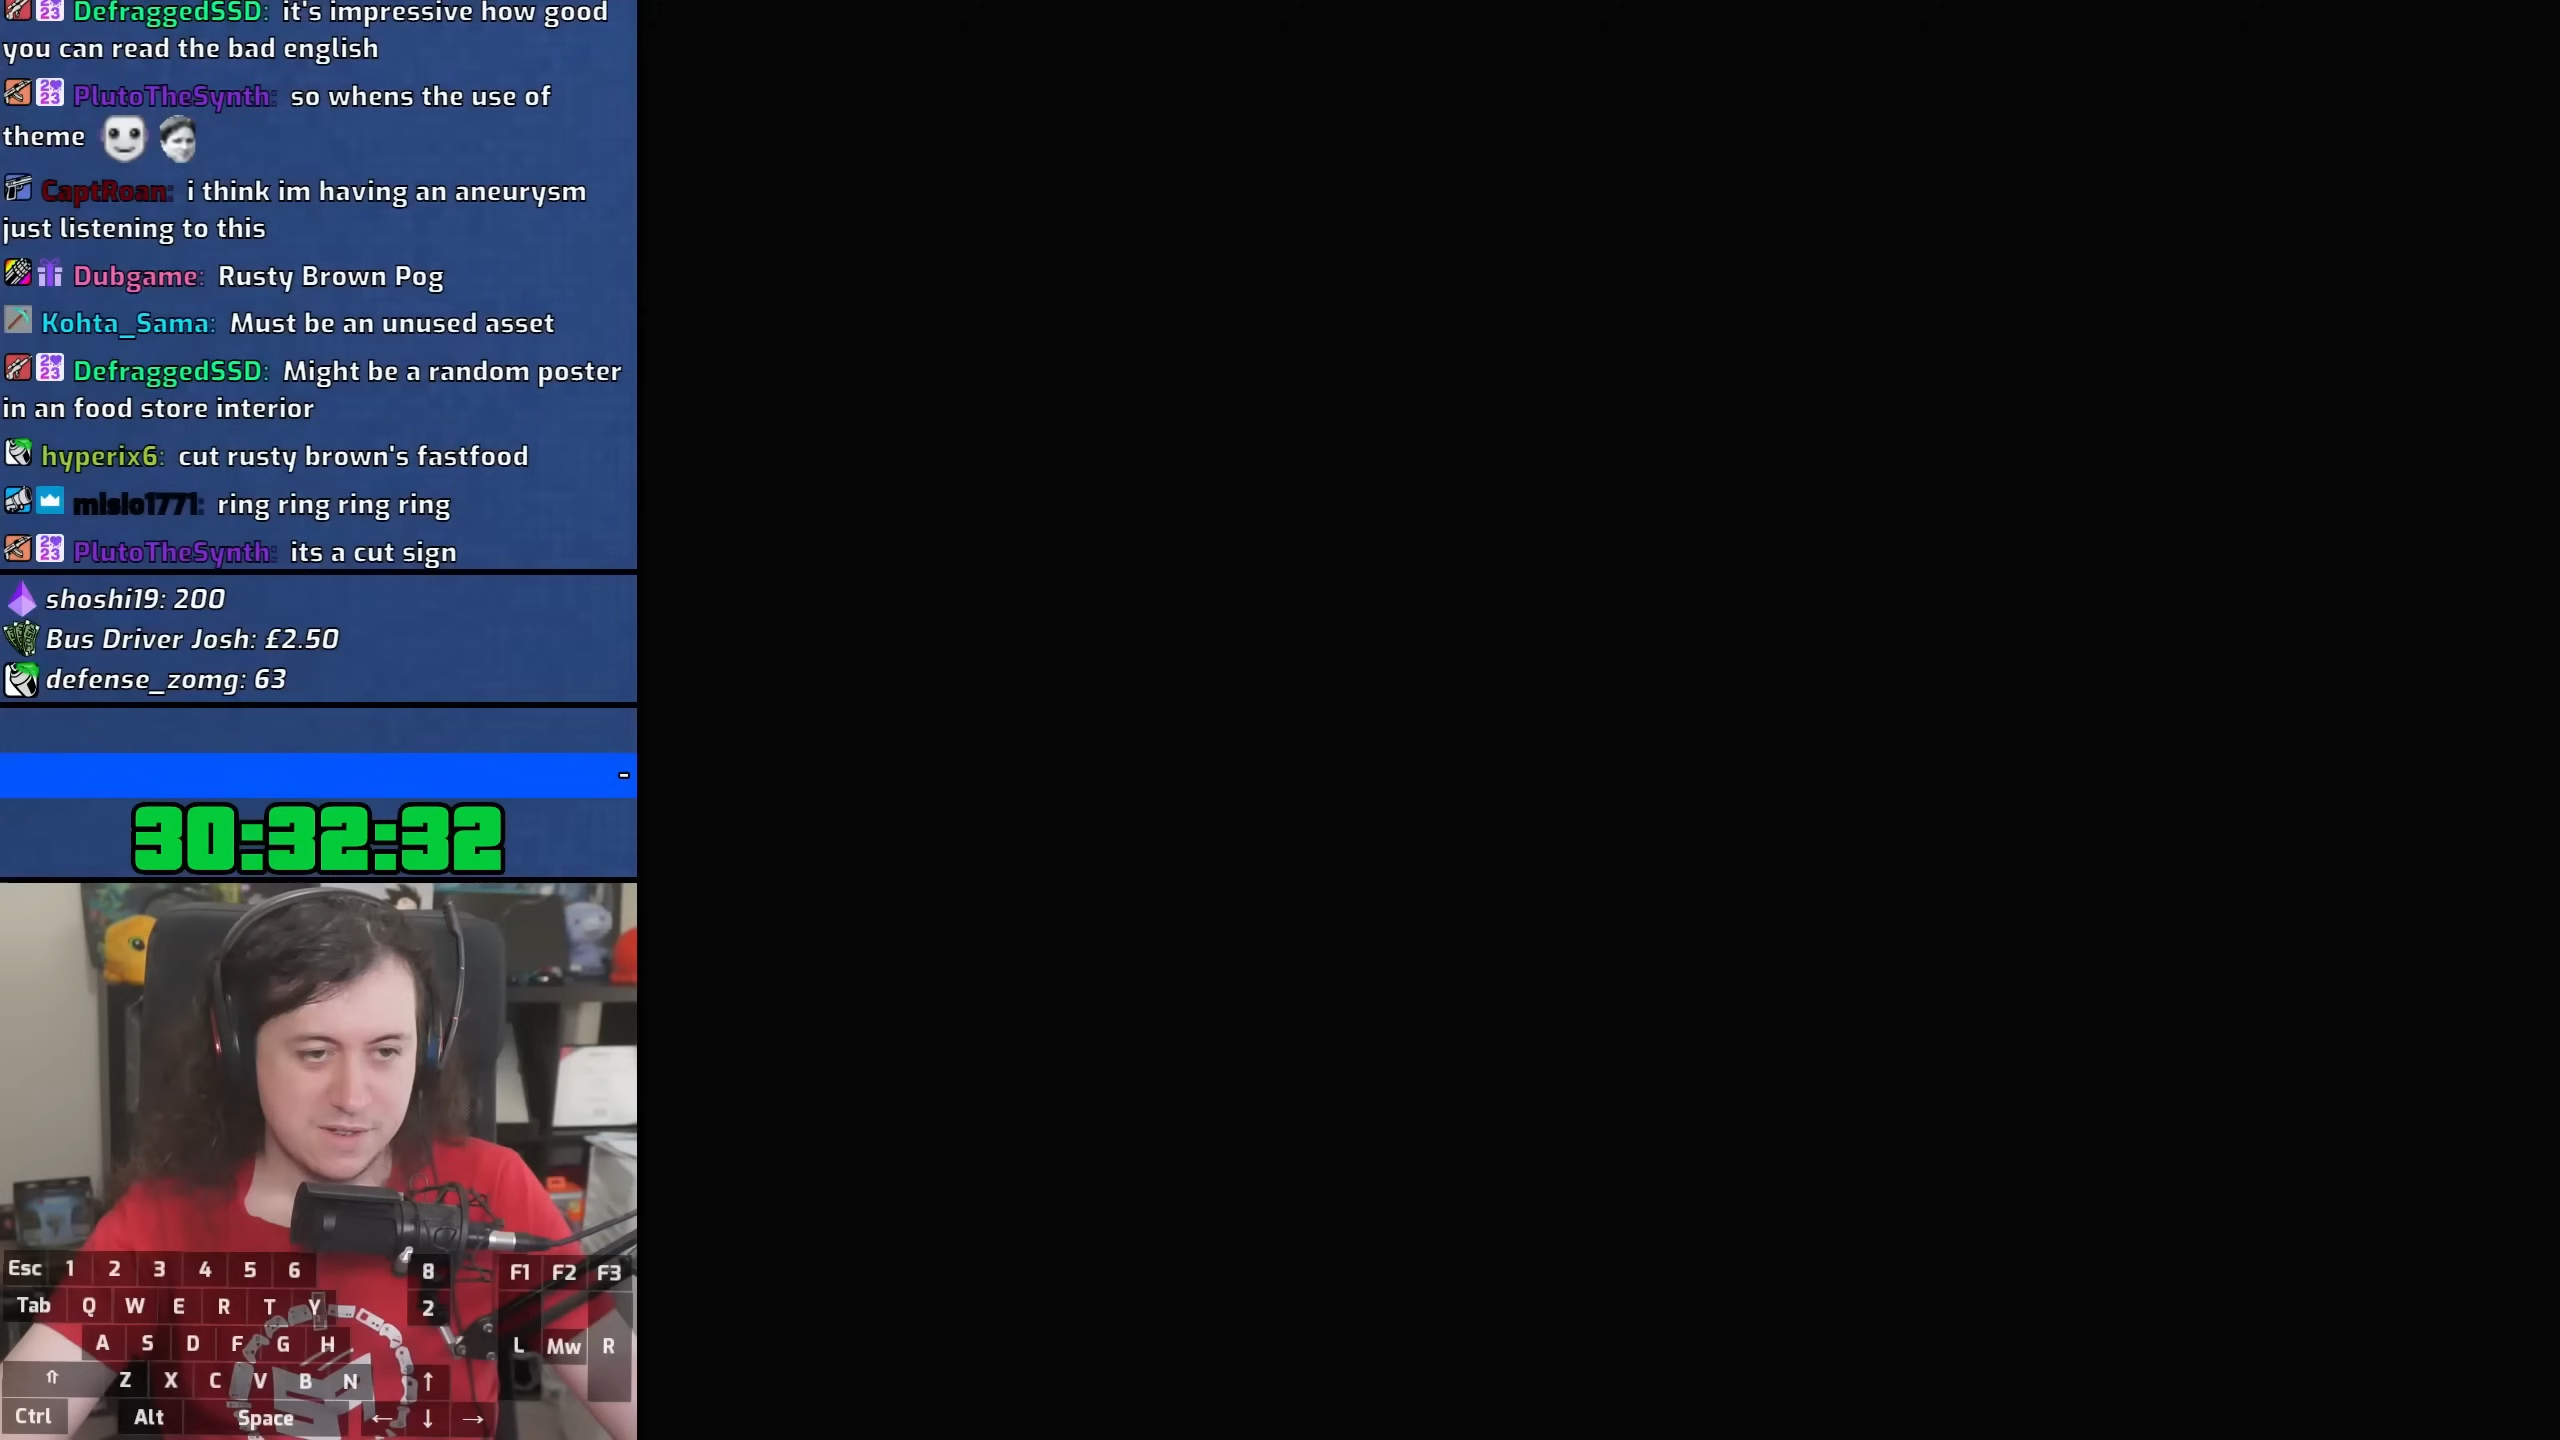 DefraggedSSD: it's impressive how good
you can read the bad english
PlutoTheSynth: so whens the use of
theme
CaptRoan: i think im having an aneurysm
just listening to this
Dubgame: Rusty Brown Pog
Kohta_Sama: Must be an unused asset
DefraggedSSD: Might be a random poster
in an food store interior
hyperix6: cut rusty brown's fastfood
misio1771: ring ring ring ring
PlutoTheSynth: its a cut sign
shoshi19: 200
Bus Driver Josh: £2.50
defense_zomg: 63
-
30:32:32
Esc 1 2 3 4 5 6 8 F1 F2 F3
Tab Q W E R T Y 2
A S D F G H L Mw R
⇧ Z X C V B N ↑
Ctrl Alt Space ← ↓ →